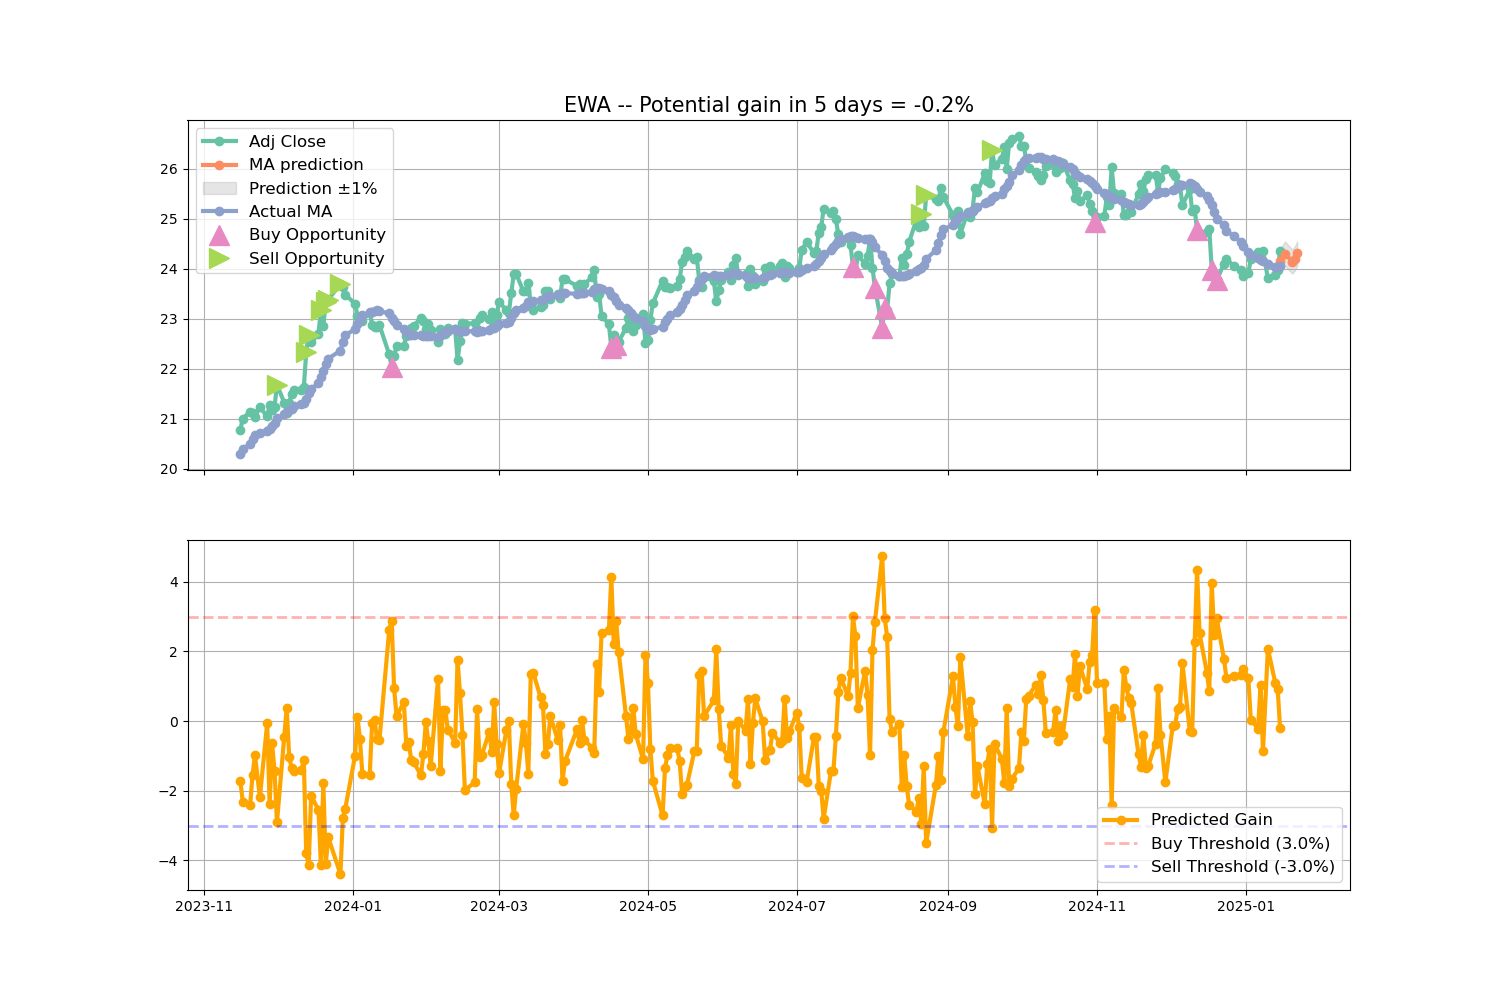 EWA -- Potential gain in 5 days = -0.2%
Adj Close
MA prediction
Prediction ±1%
Actual MA
Buy Opportunity
Sell Opportunity
26
25
24
23
22
21
20
4
2
0
−2
−4
Predicted Gain
Buy Threshold (3.0%)
Sell Threshold (-3.0%)
2023-11 2024-01 2024-03 2024-05 2024-07 2024-09 2024-11 2025-01